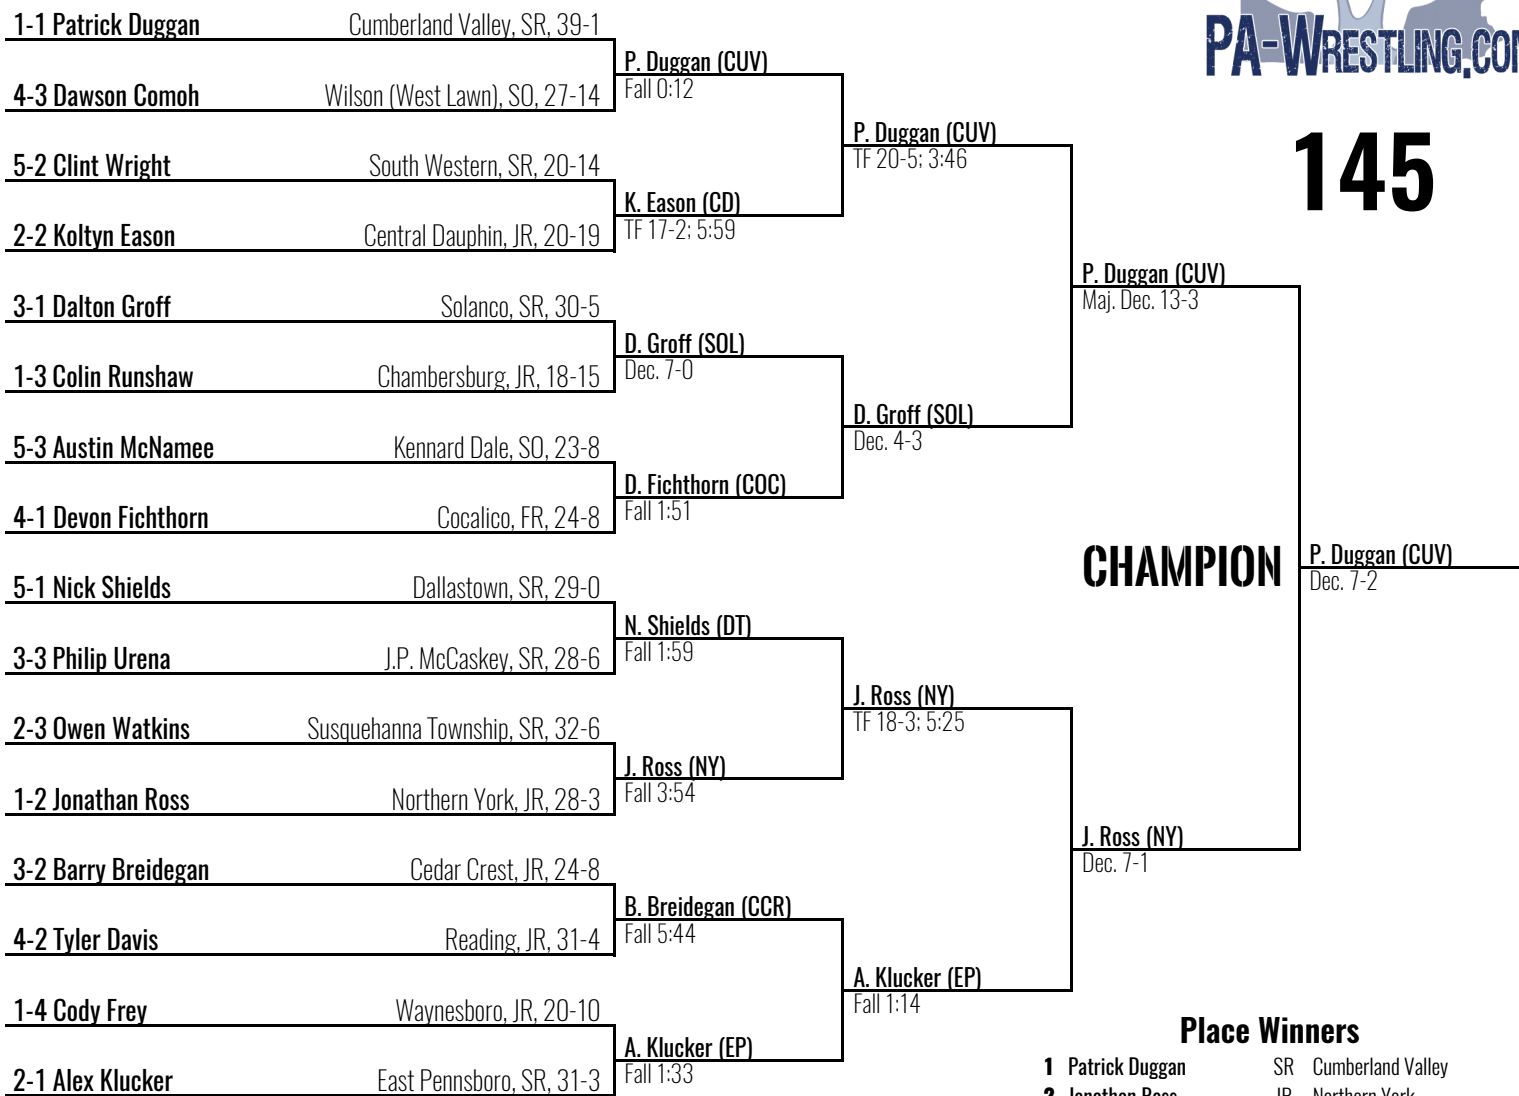 1-1 Patrick Duggan Cumberland Valley, SR, 39-1
4-3 Dawson Comoh Wilson (West Lawn), SO, 27-14
5-2 Clint Wright South Western, SR, 20-14
2-2 Koltyn Eason Central Dauphin, JR, 20-19
3-1 Dalton Groff Solanco, SR, 30-5
1-3 Colin Runshaw Chambersburg, JR, 18-15
5-3 Austin McNamee Kennard Dale, SO, 23-8
4-1 Devon Fichthorn Cocalico, FR, 24-8
5-1 Nick Shields Dallastown, SR, 29-0
3-3 Philip Urena J.P. McCaskey, SR, 28-6
2-3 Owen Watkins Susquehanna Township, SR, 32-6
1-2 Jonathan Ross Northern York, JR, 28-3
3-2 Barry Breidegan Cedar Crest, JR, 24-8
4-2 Tyler Davis Reading, JR, 31-4
1-4 Cody Frey Waynesboro, JR, 20-10
2-1 Alex Klucker East Pennsboro, SR, 31-3
P. Duggan (CUV)
Fall 0:12
K. Eason (CD)
TF 17-2; 5:59
D. Groff (SOL)
Dec. 7-0
D. Fichthorn (COC)
Fall 1:51
N. Shields (DT)
Fall 1:59
J. Ross (NY)
Fall 3:54
B. Breidegan (CCR)
Fall 5:44
A. Klucker (EP)
Fall 1:33
P. Duggan (CUV)
TF 20-5; 3:46
D. Groff (SOL)
Dec. 4-3
J. Ross (NY)
TF 18-3; 5:25
A. Klucker (EP)
Fall 1:14
P. Duggan (CUV)
Maj. Dec. 13-3
J. Ross (NY)
Dec. 7-1
CHAMPION
P. Duggan (CUV)
Dec. 7-2
PA-WRESTLING.COM
145
Place Winners
1 Patrick Duggan SR Cumberland Valley
2 Jonathan Ross JR Northern York